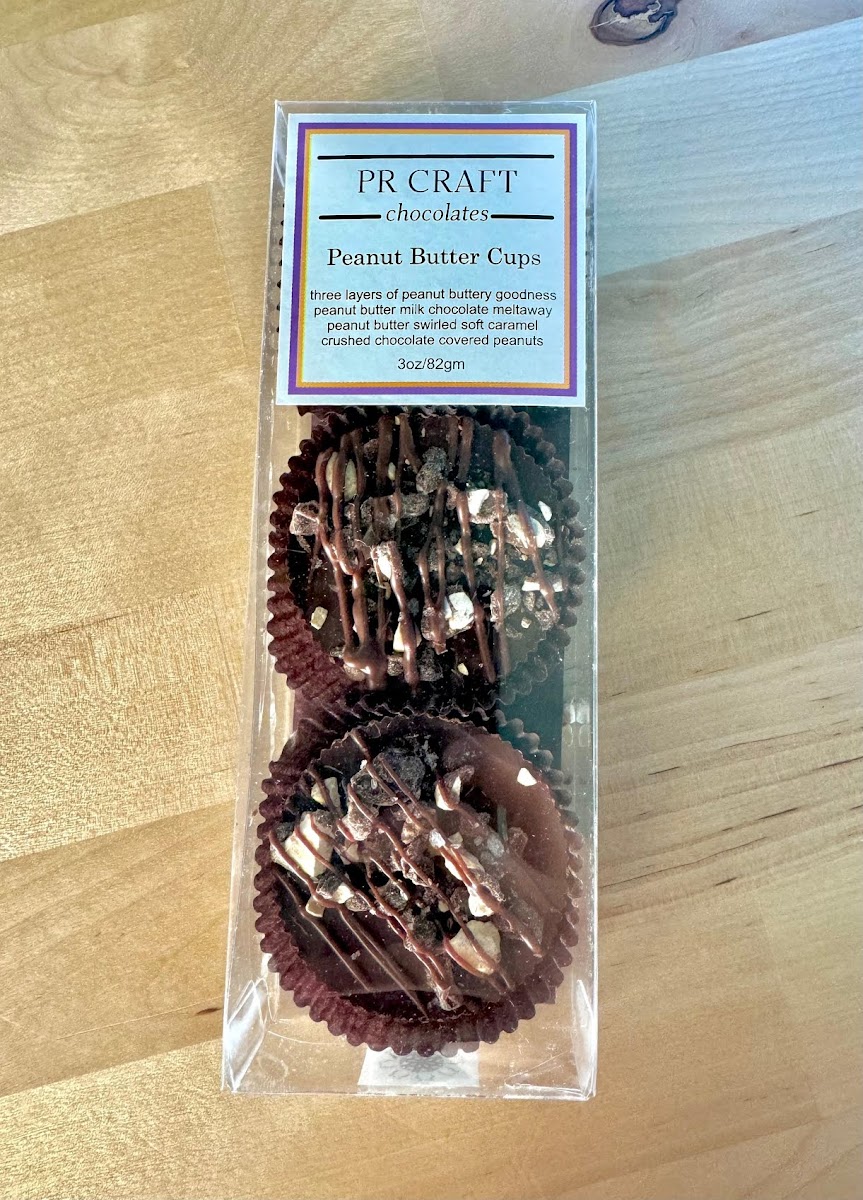 PR CRAFT
chocolates
Peanut Butter Cups
three layers of peanut buttery goodness
peanut butter milk chocolate meltaway
peanut butter swirled soft caramel
crushed chocolate covered peanuts
3oz/82gm